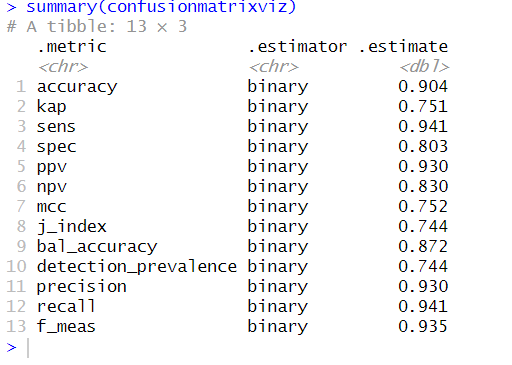 > summary(confusionmatrixviz)
# A tibble: 13 × 3
   .metric              .estimator .estimate
   <chr>                <chr>          <dbl>
 1 accuracy             binary         0.904
 2 kap                  binary         0.751
 3 sens                 binary         0.941
 4 spec                 binary         0.803
 5 ppv                  binary         0.930
 6 npv                  binary         0.830
 7 mcc                  binary         0.752
 8 j_index              binary         0.744
 9 bal_accuracy         binary         0.872
10 detection_prevalence binary         0.744
11 precision            binary         0.930
12 recall               binary         0.941
13 f_meas               binary         0.935
>